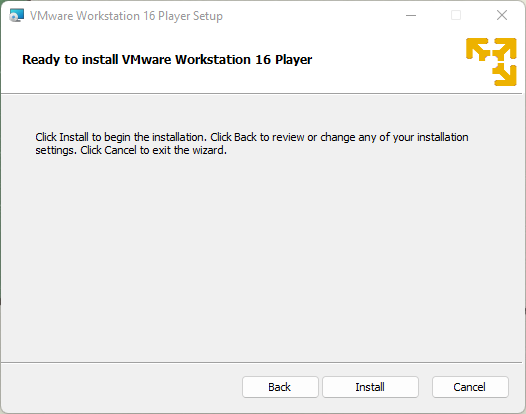 VMware Workstation 16 Player Setup
Ready to install VMware Workstation 16 Player
Click Install to begin the installation. Click Back to review or change any of your installation
settings. Click Cancel to exit the wizard.
Back
Install
Cancel